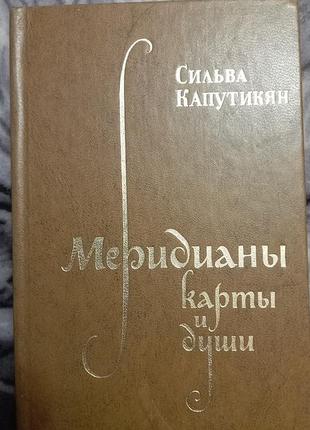 Сильва
Капутикян
Меридианы
карты
и
души